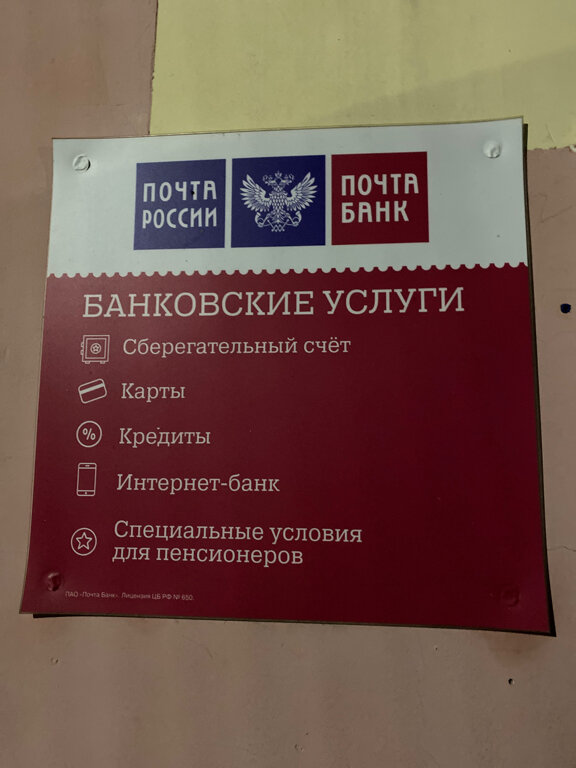 ПОЧТА
РОССИИ
ПОЧТА
БАНК
БАНКОВСКИЕ УСЛУГИ
Сберегательный счёт
Карты
%
Кредиты
Интернет-банк
Специальные условия
для пенсионеров
ПАО «Почта Банк». Лицензия ЦБ РФ № 650.